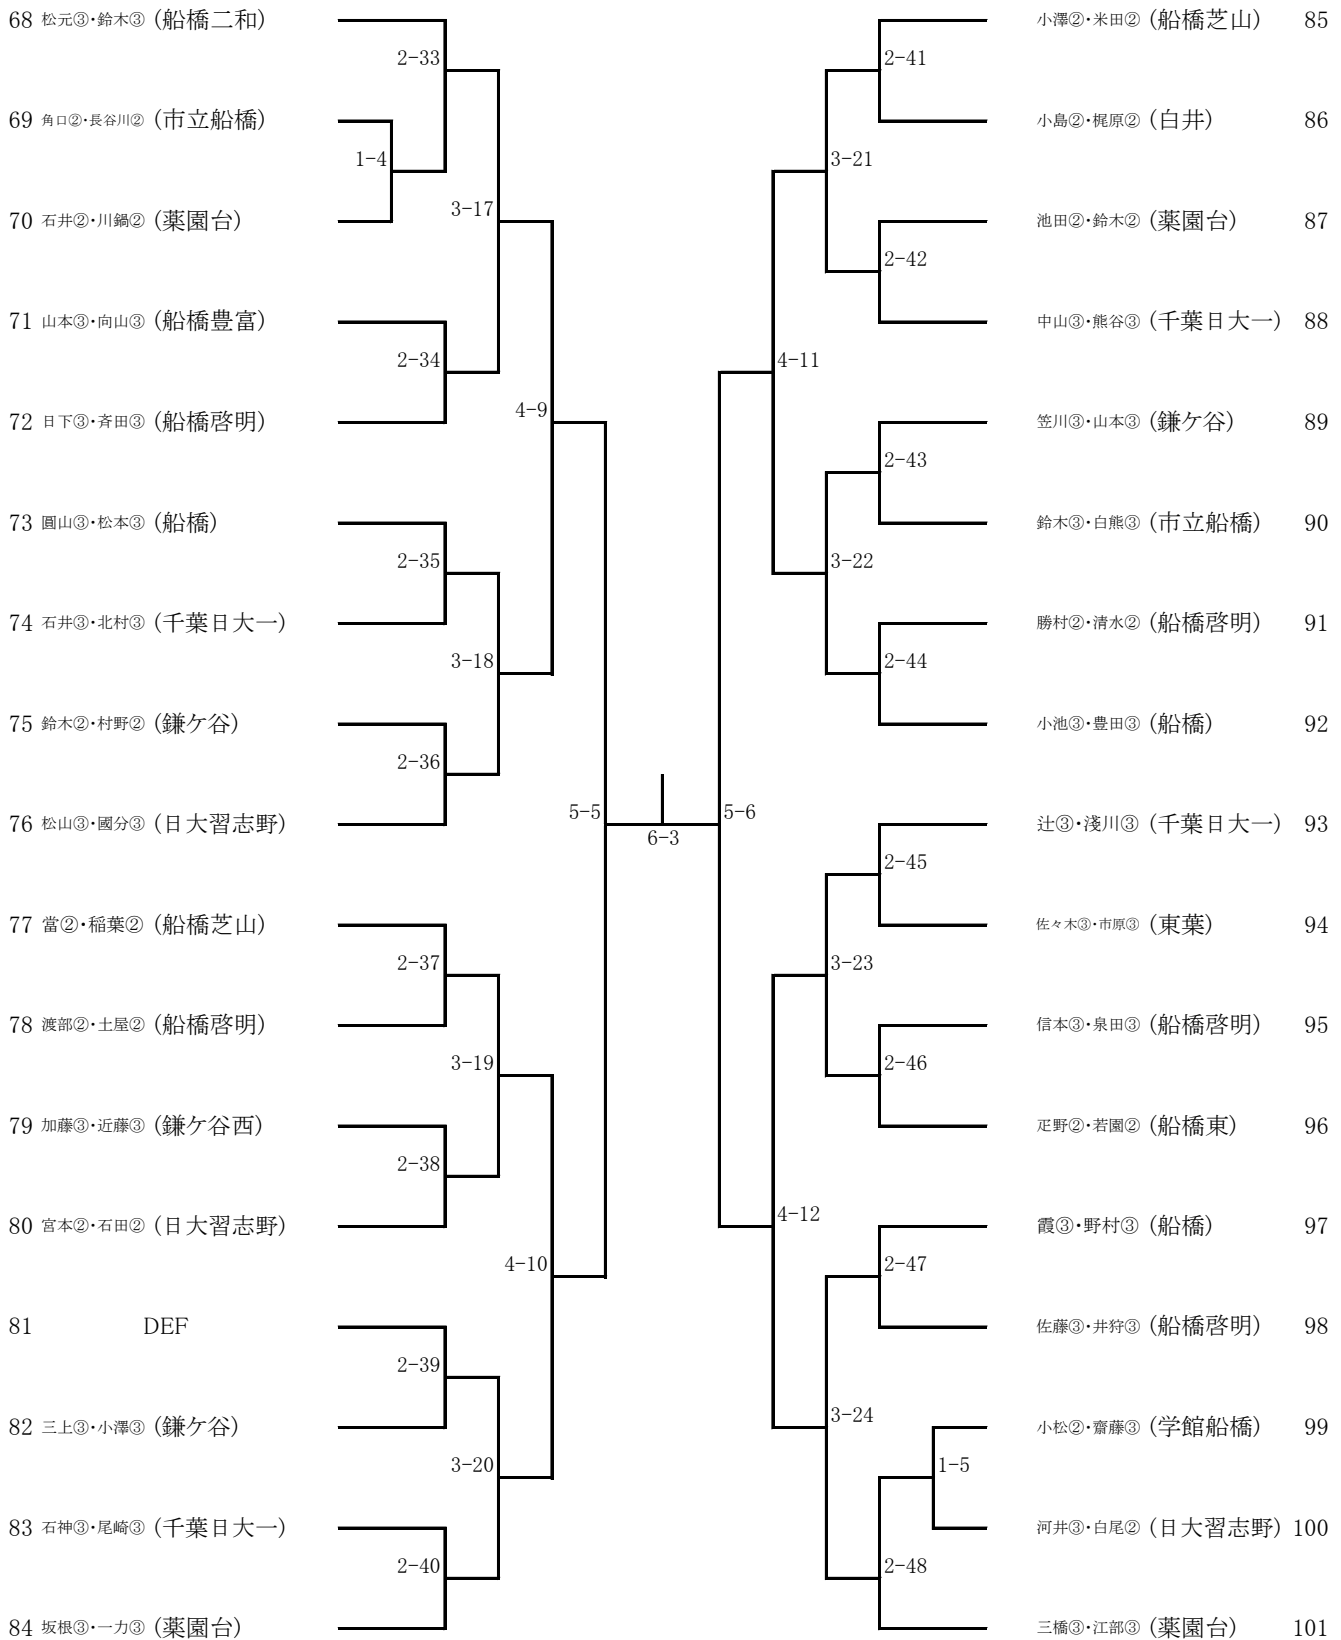 68 松元③・鈴木③ (船橋二和)
2-33
69 角口②・長谷川② (市立船橋)
1-4
70 石井②・川鍋② (薬園台)
3-17
71 山本③・向山③ (船橋豊富)
2-34
72 日下③・斉田③ (船橋啓明)
4-9
73 圓山③・松本③ (船橋)
2-35
74 石井③・北村③ (千葉日大一)
3-18
75 鈴木②・村野② (鎌ケ谷)
2-36
76 松山③・國分③ (日大習志野)
5-5
77 當②・稲葉② (船橋芝山)
2-37
78 渡部②・土屋② (船橋啓明)
3-19
79 加藤③・近藤③ (鎌ケ谷西)
2-38
80 宮本②・石田② (日大習志野)
4-10
81 DEF
2-39
82 三上③・小澤③ (鎌ケ谷)
3-20
83 石神③・尾崎③ (千葉日大一)
2-40
84 坂根③・一力③ (薬園台)
6-3
小澤②・米田② (船橋芝山) 85
2-41
小島②・梶原② (白井) 86
3-21
池田②・鈴木② (薬園台) 87
2-42
中山③・熊谷③ (千葉日大一) 88
4-11
笠川③・山本③ (鎌ケ谷) 89
2-43
鈴木③・白熊③ (市立船橋) 90
3-22
勝村②・清水② (船橋啓明) 91
2-44
小池③・豊田③ (船橋) 92
5-6
辻③・淺川③ (千葉日大一) 93
2-45
佐々木③・市原③ (東葉) 94
3-23
信本③・泉田③ (船橋啓明) 95
2-46
疋野②・若園② (船橋東) 96
4-12
霞③・野村③ (船橋) 97
2-47
佐藤③・井狩③ (船橋啓明) 98
3-24
小松②・齋藤③ (学館船橋) 99
1-5
河井③・白尾② (日大習志野) 100
2-48
三橋③・江部③ (薬園台) 101